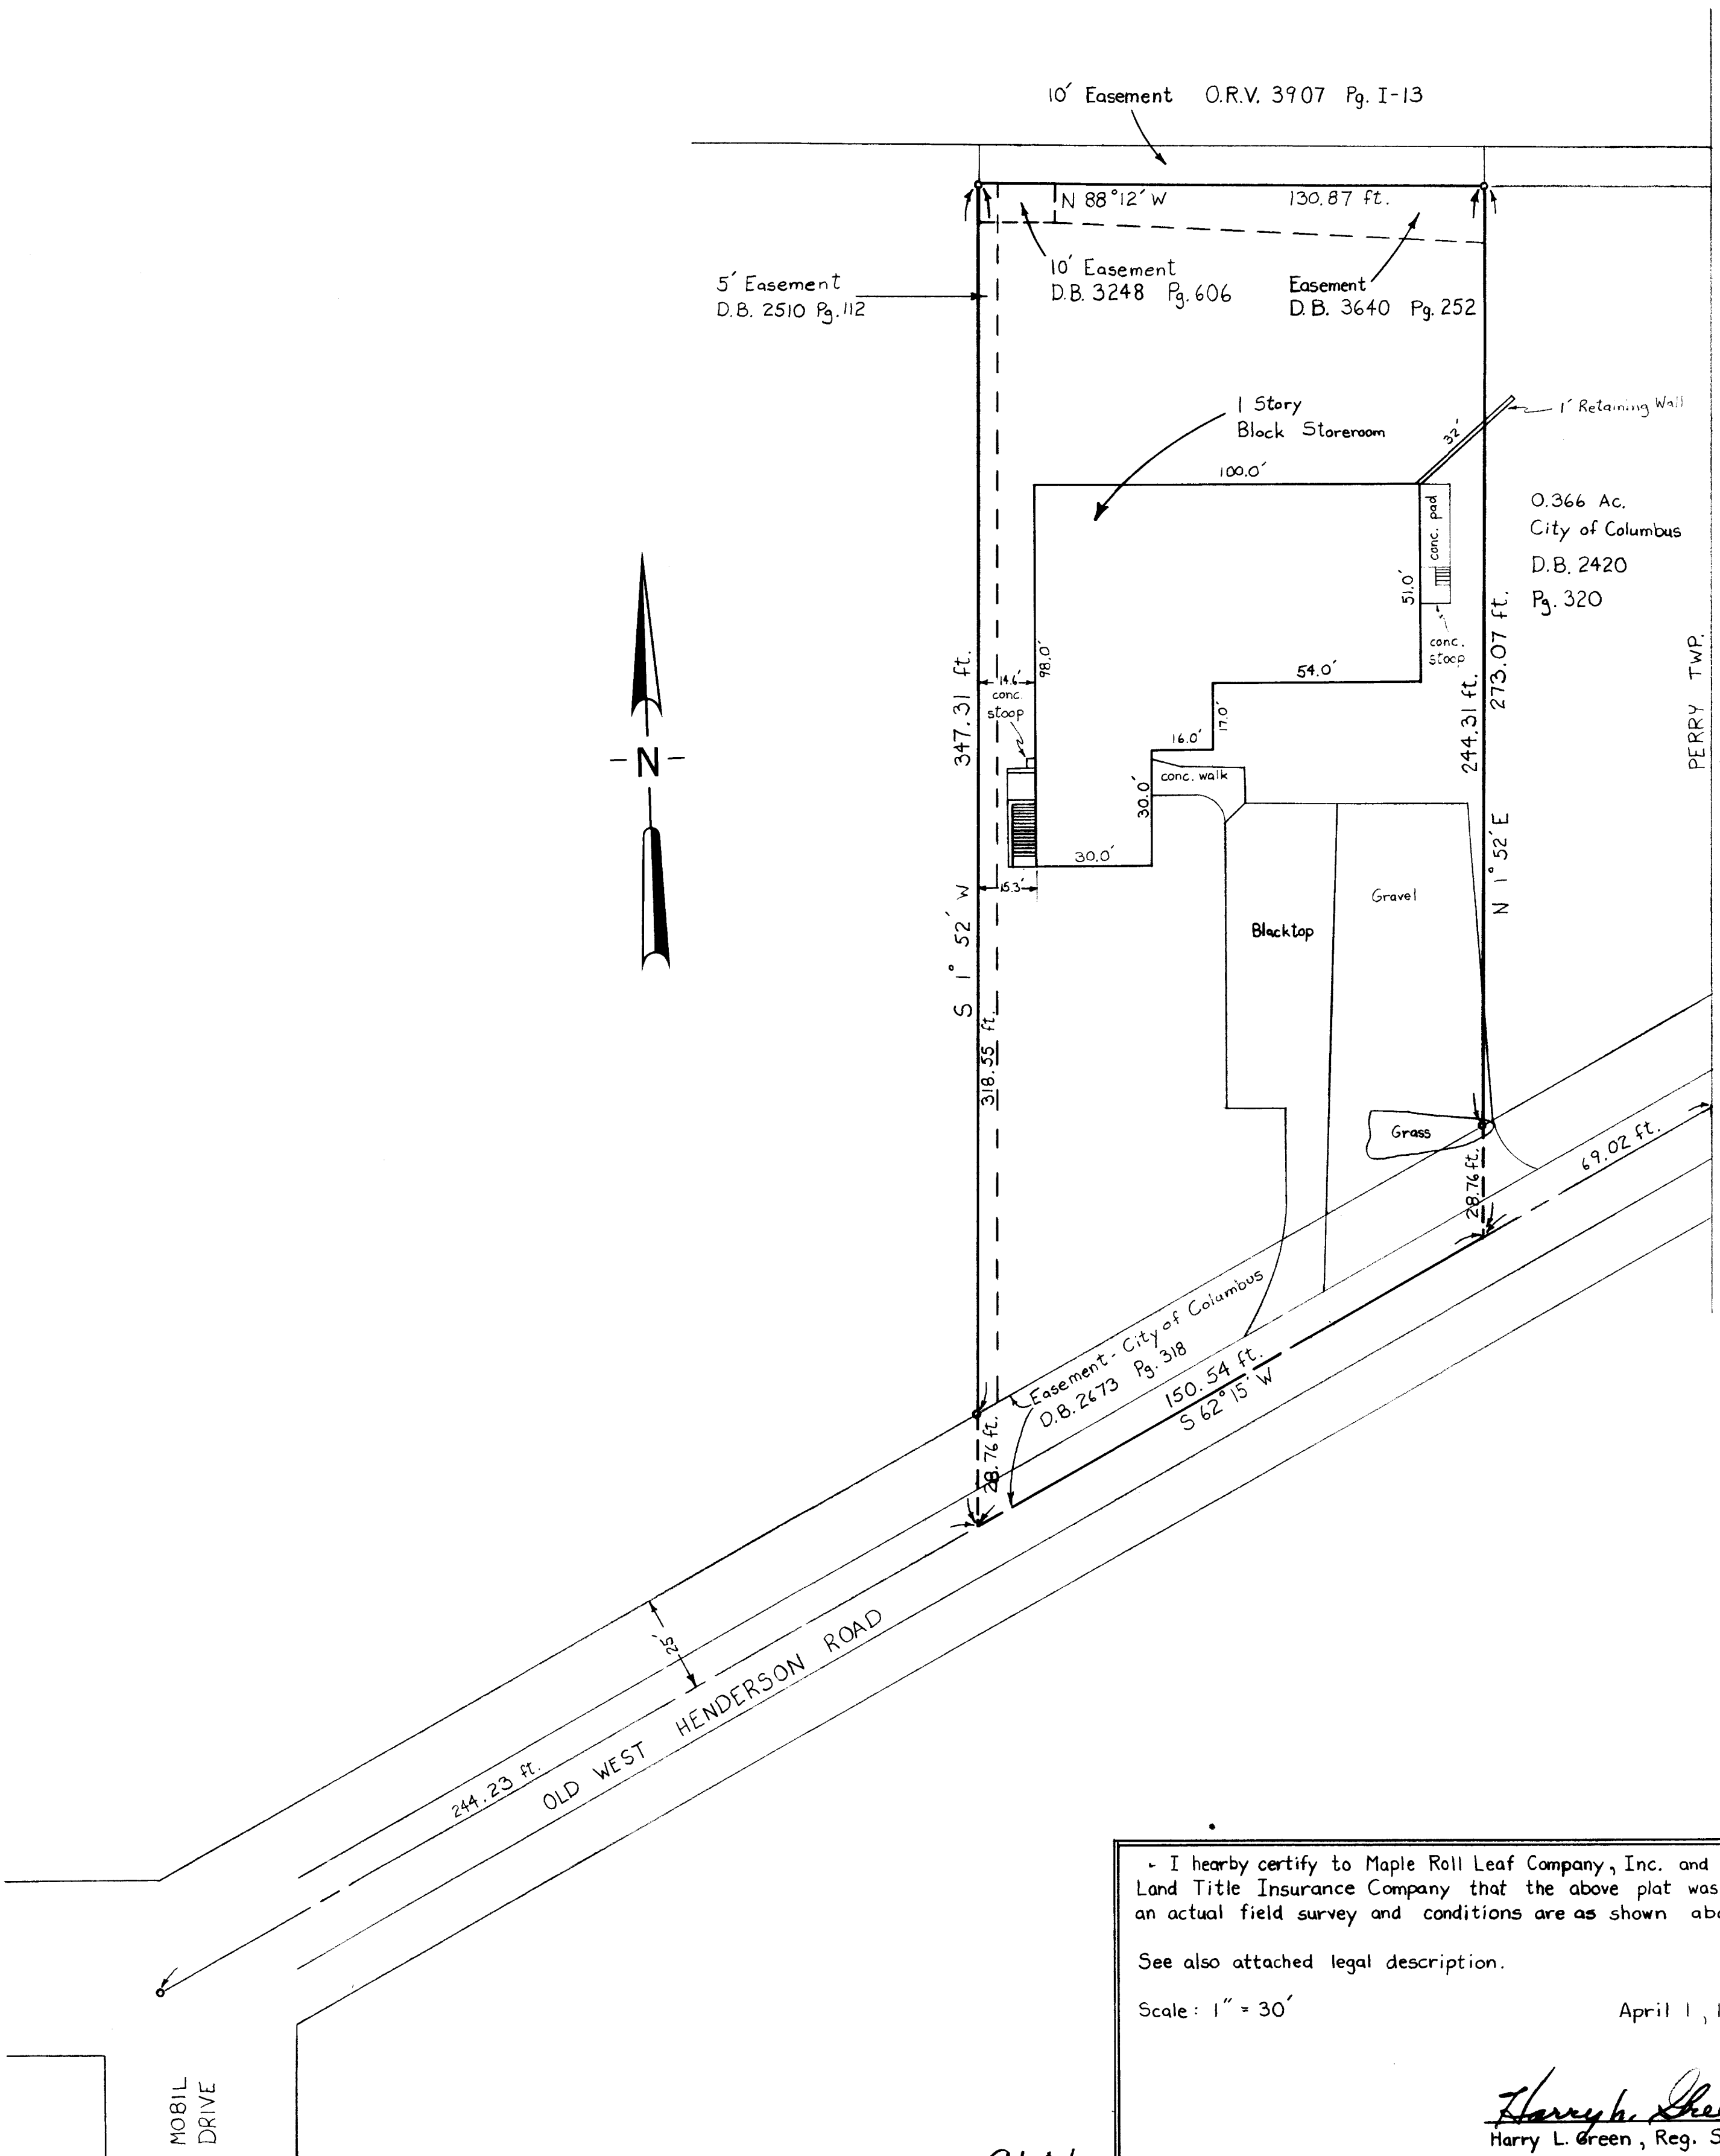 10' Easement O.R.V. 3907 Pg. I-13
N 88°12' W 130.87 ft.
5' Easement
D.B. 2510 Pg. 112
10' Easement
D.B. 3248 Pg. 606
Easement
D.B. 3640 Pg. 252
1 Story
Block Storeroom
1' Retaining Wall
32'
100.0'
conc. pad
0.366 Ac.
City of Columbus
D.B. 2420
Pg. 320
51.0'
conc.
stoop
98.0'
54.0'
14.6'
conc.
stoop
17.0'
16.0'
conc. walk
30.0'
30.0'
15.3'
347.31 ft.
S 1° 52' W
318.55 ft.
244.31 ft.
273.07 ft.
N 1° 52' E
PERRY TWP.
- N -
Gravel
Blacktop
Grass
69.02 ft.
28.76 ft.
Easement - City of Columbus
D.B. 2673 Pg. 318
150.54 ft.
S 62° 15' W
28.76 ft.
25'
OLD WEST HENDERSON ROAD
244.23 ft.
MOBIL
DRIVE
I hearby certify to Maple Roll Leaf Company, Inc. and
Land Title Insurance Company that the above plat was
an actual field survey and conditions are as shown
See also attached legal description.
Scale: 1" = 30'
April 1,
Harry L. Green, Reg. S